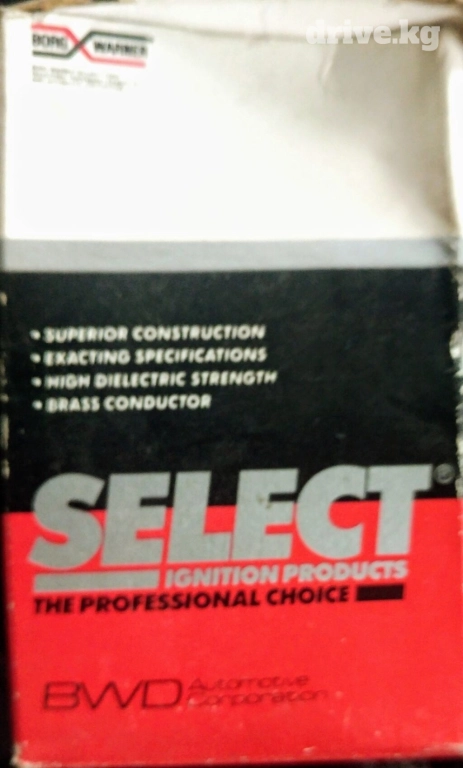 drive.kg
BORG WARNER
• SUPERIOR CONSTRUCTION
• EXACTING SPECIFICATIONS
• HIGH DIELECTRIC STRENGTH
• BRASS CONDUCTOR
SELECT®
IGNITION PRODUCTS
THE PROFESSIONAL CHOICE
BWD Automotive
Corporation